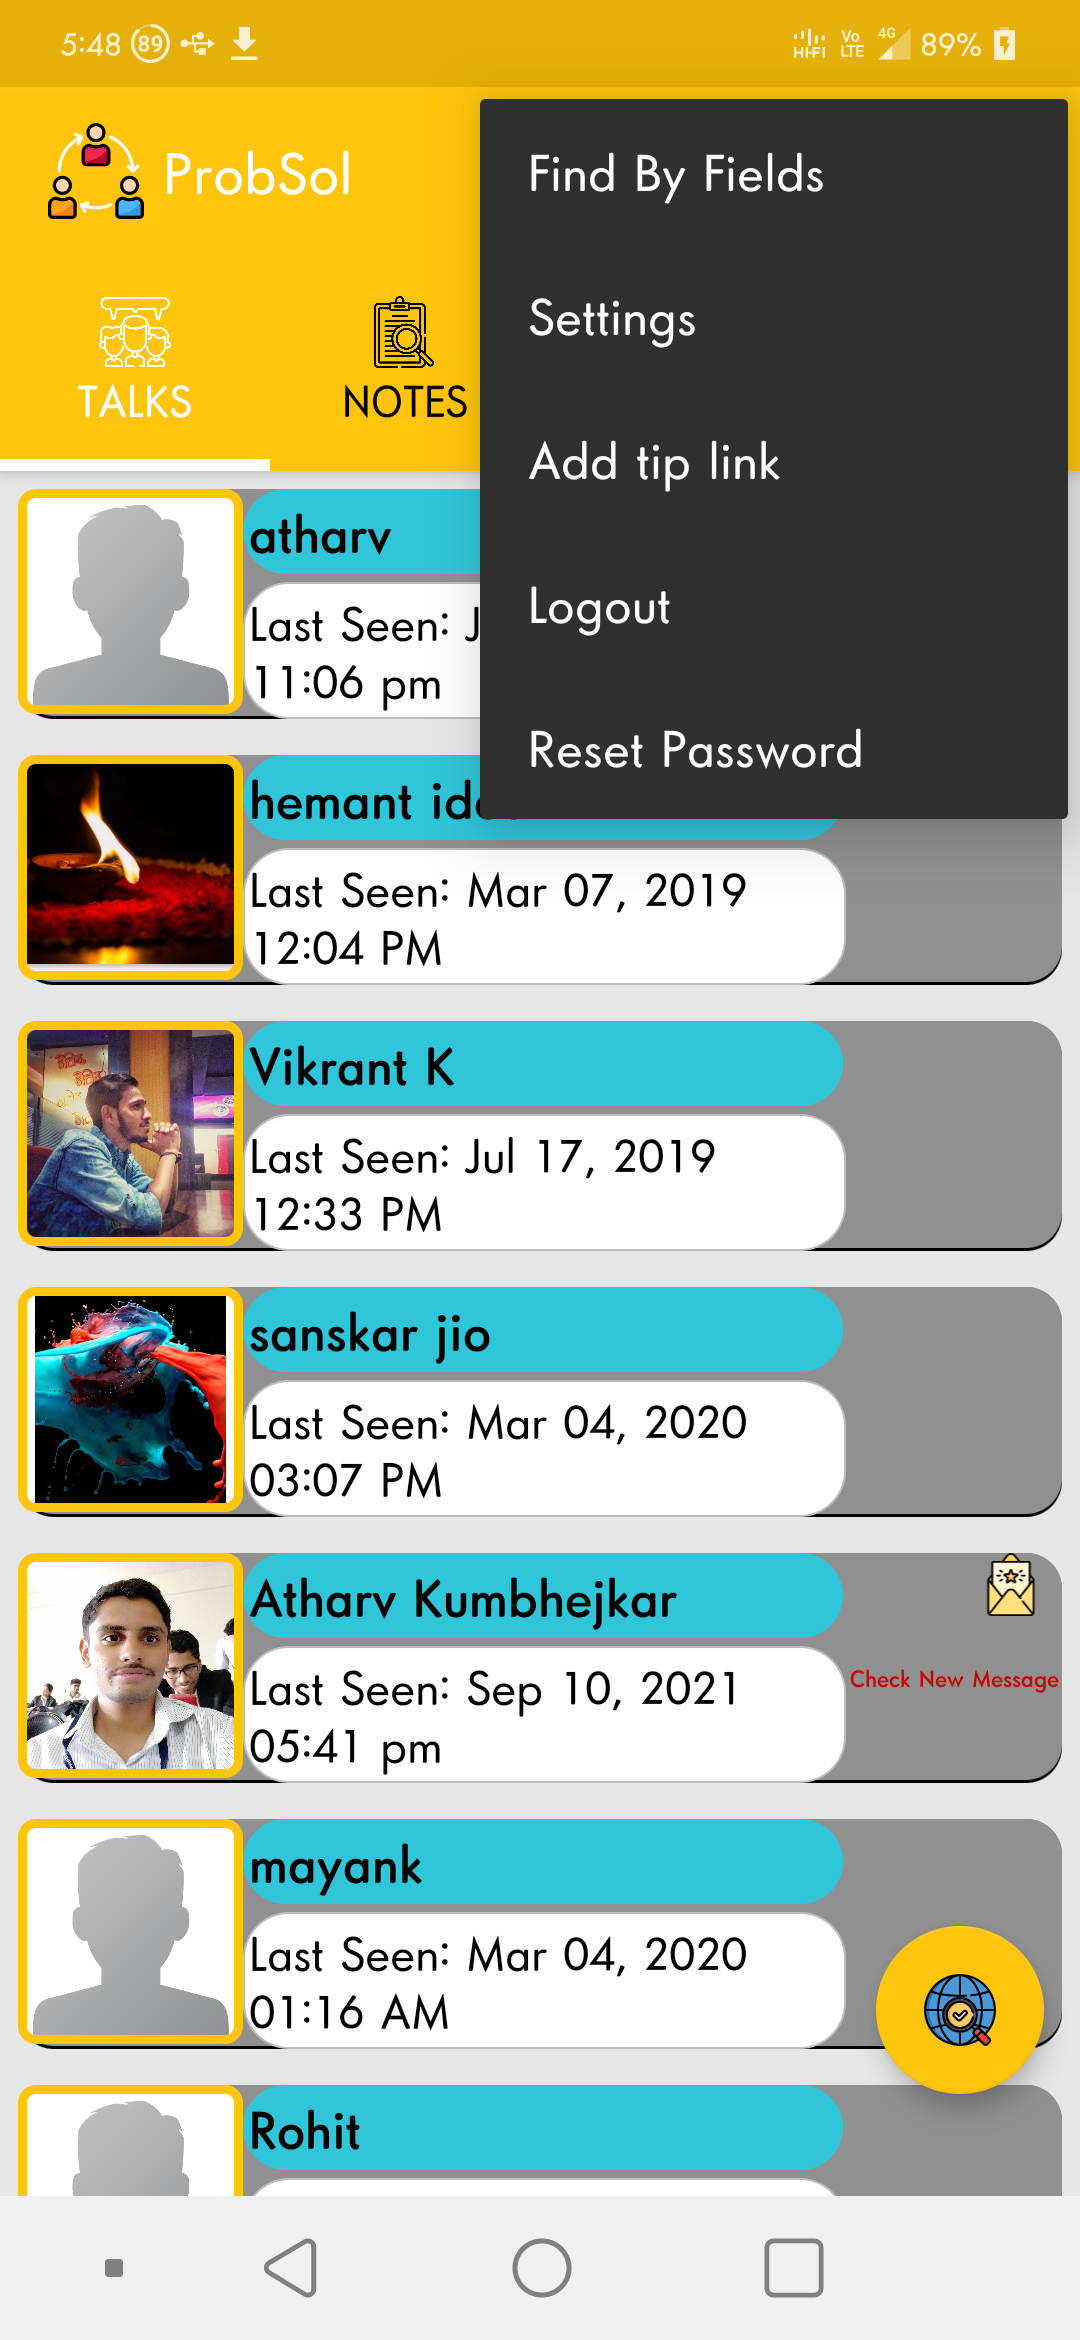 5:48 89 HI-FI Vo LTE 4G 89%
ProbSol
Find By Fields
Settings
Add tip link
Logout
Reset Password
TALKS
NOTES
atharv
Last Seen: J
11:06 pm
hemant
Last Seen: Mar 07, 2019
12:04 PM
Vikrant K
Last Seen: Jul 17, 2019
12:33 PM
sanskar jio
Last Seen: Mar 04, 2020
03:07 PM
Atharv Kumbhejkar
Last Seen: Sep 10, 2021
05:41 pm
Check New Message
mayank
Last Seen: Mar 04, 2020
01:16 AM
Rohit